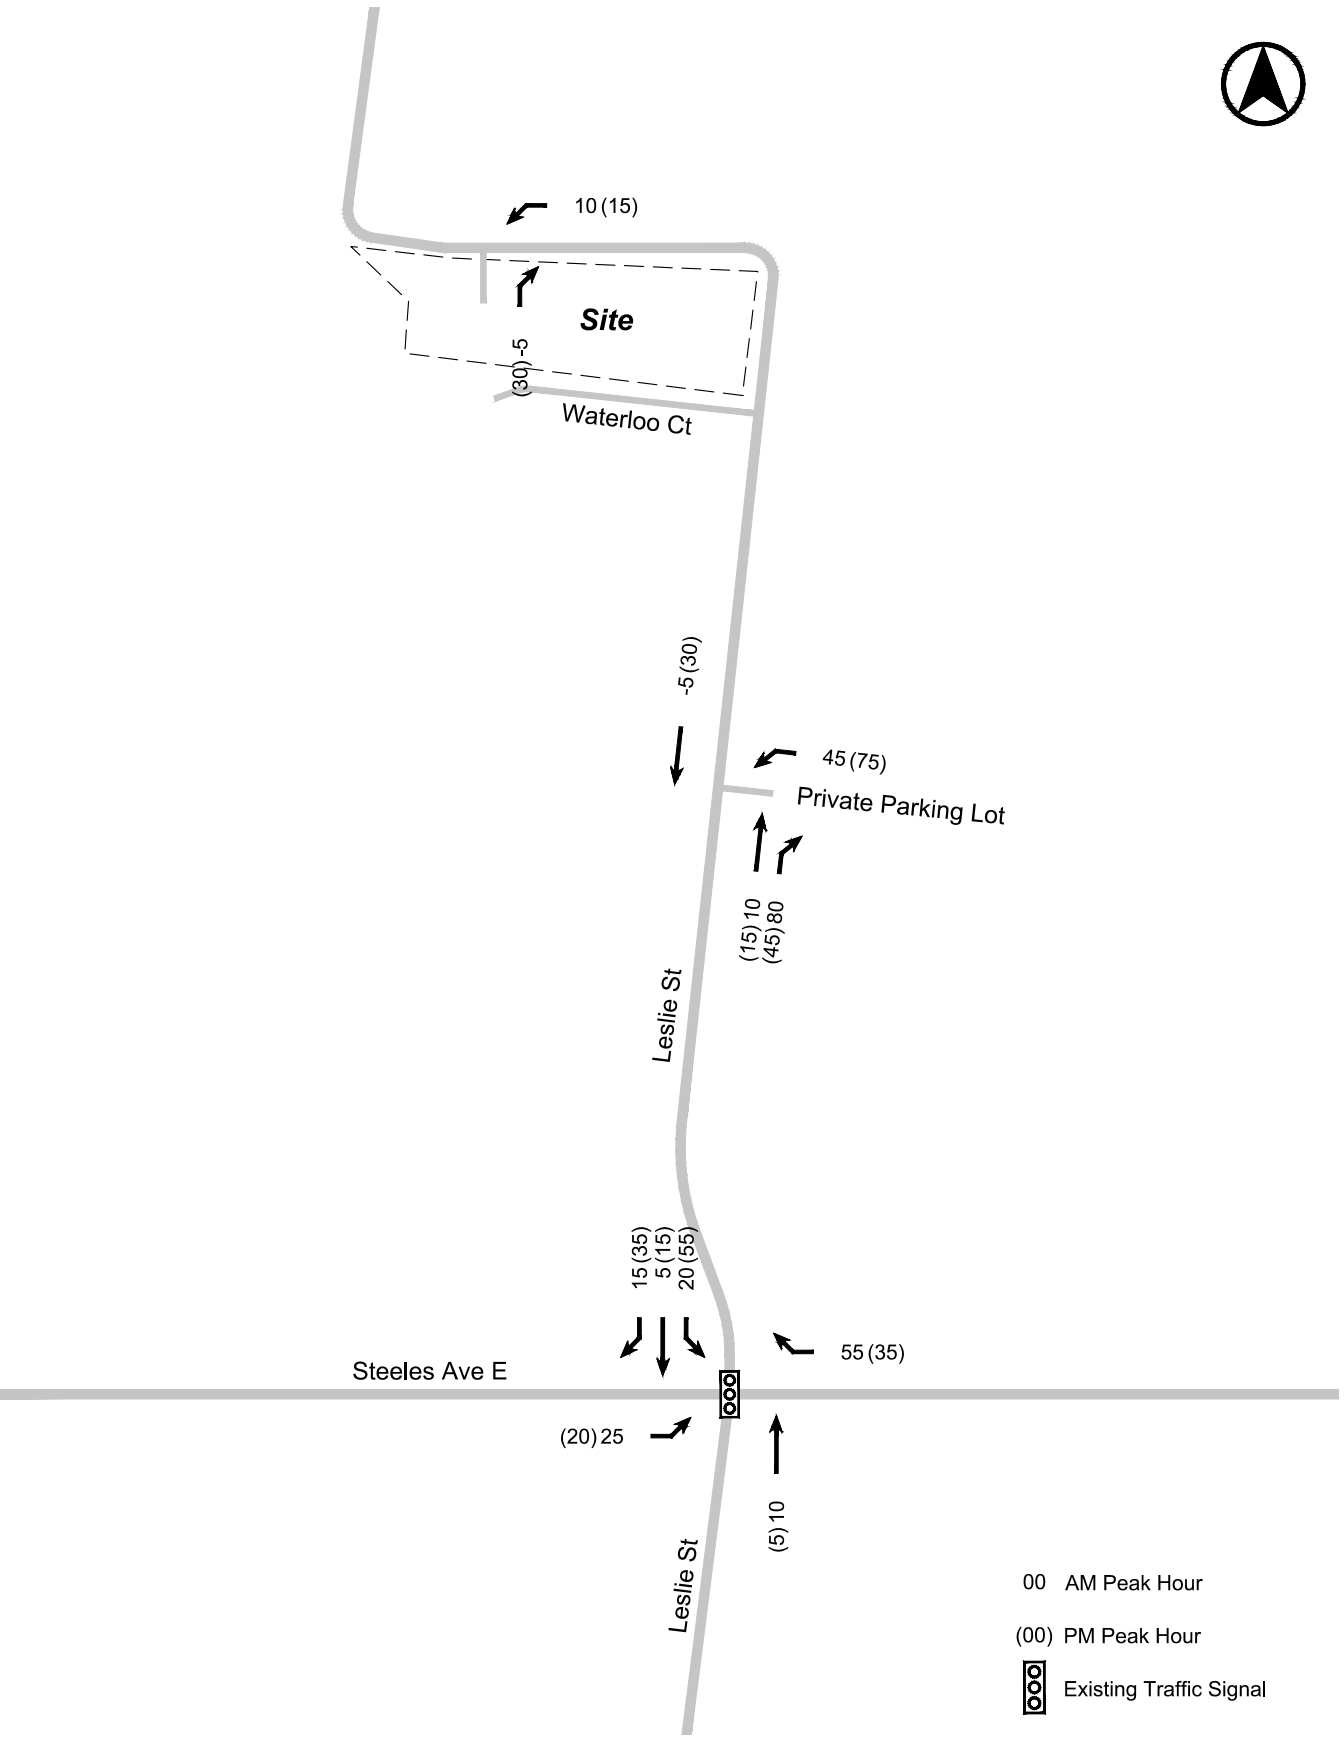 10 (15)
Site
(30) -5
Waterloo Ct
-5 (30)
45 (75)
Private Parking Lot
(15) 10
(45) 80
Leslie St
15 (35)
5 (15)
20 (55)
55 (35)
Steeles Ave E
(20) 25
(5) 10
Leslie St
00 AM Peak Hour
(00) PM Peak Hour
Existing Traffic Signal